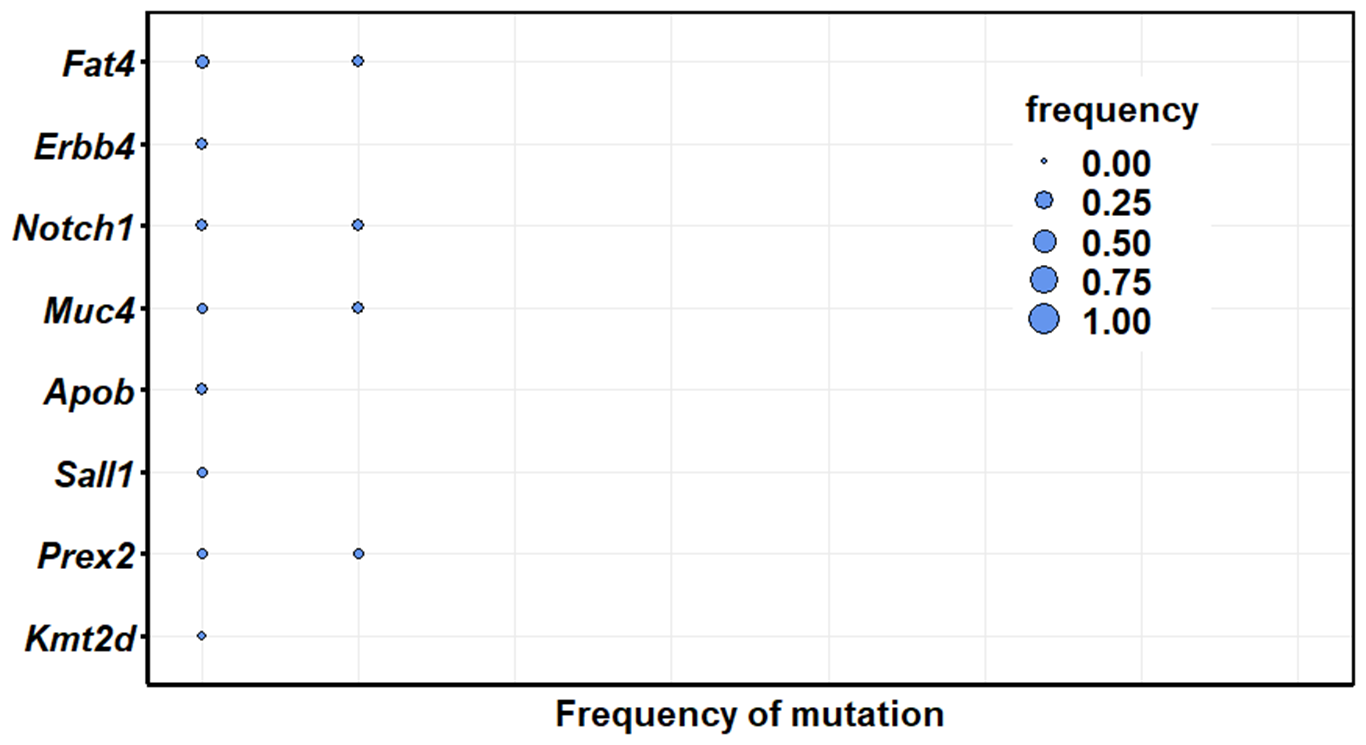 Fat4
Erbb4
Notch1
Muc4
Apob
Sall1
Prex2
Kmt2d
frequency
0.00
0.25
0.50
0.75
1.00
Frequency of mutation